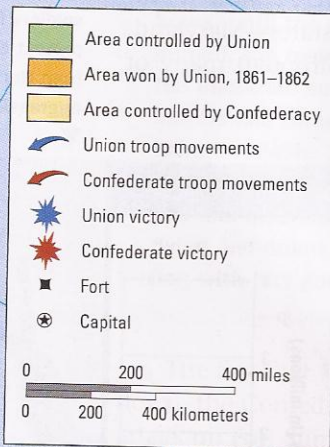 Area controlled by Union
Area won by Union, 1861–1862
Area controlled by Confederacy
Union troop movements
Confederate troop movements
Union victory
Confederate victory
Fort
Capital
0 200 400 miles
0 200 400 kilometers